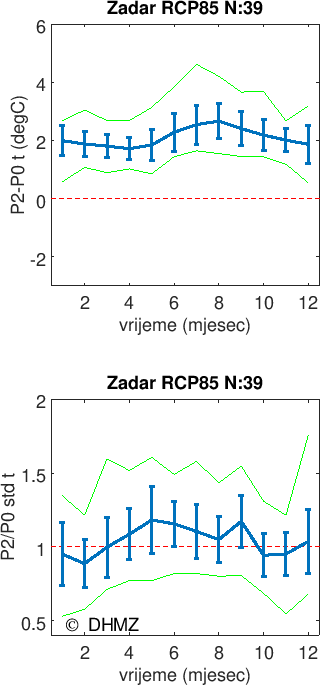 Zadar RCP85 N:39
6
4
2
0
-2
P2-P0 t (degC)
2 4 6 8 10 12
vrijeme (mjesec)
Zadar RCP85 N:39
2
1.5
1
0.5
P2/P0 std t
© DHMZ
2 4 6 8 10 12
vrijeme (mjesec)